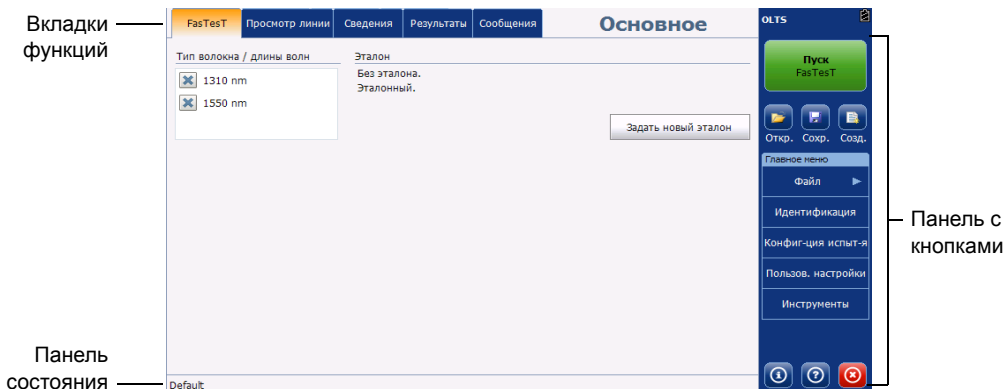 Вкладки
функций
FasTesT
Просмотр линии
Сведения
Результаты
Сообщения
Основное
OLTS
Тип волокна / длины волн
1310 nm
1550 nm
Эталон
Без эталона.
Эталонный.
Задать новый эталон
Пуск
FasTesT
Откр.
Сохр.
Созд.
Главное меню
Файл
Идентификация
Конфиг-ция испыт-я
Пользов. настройки
Инструменты
Панель с
кнопками
Панель
состояния
Default